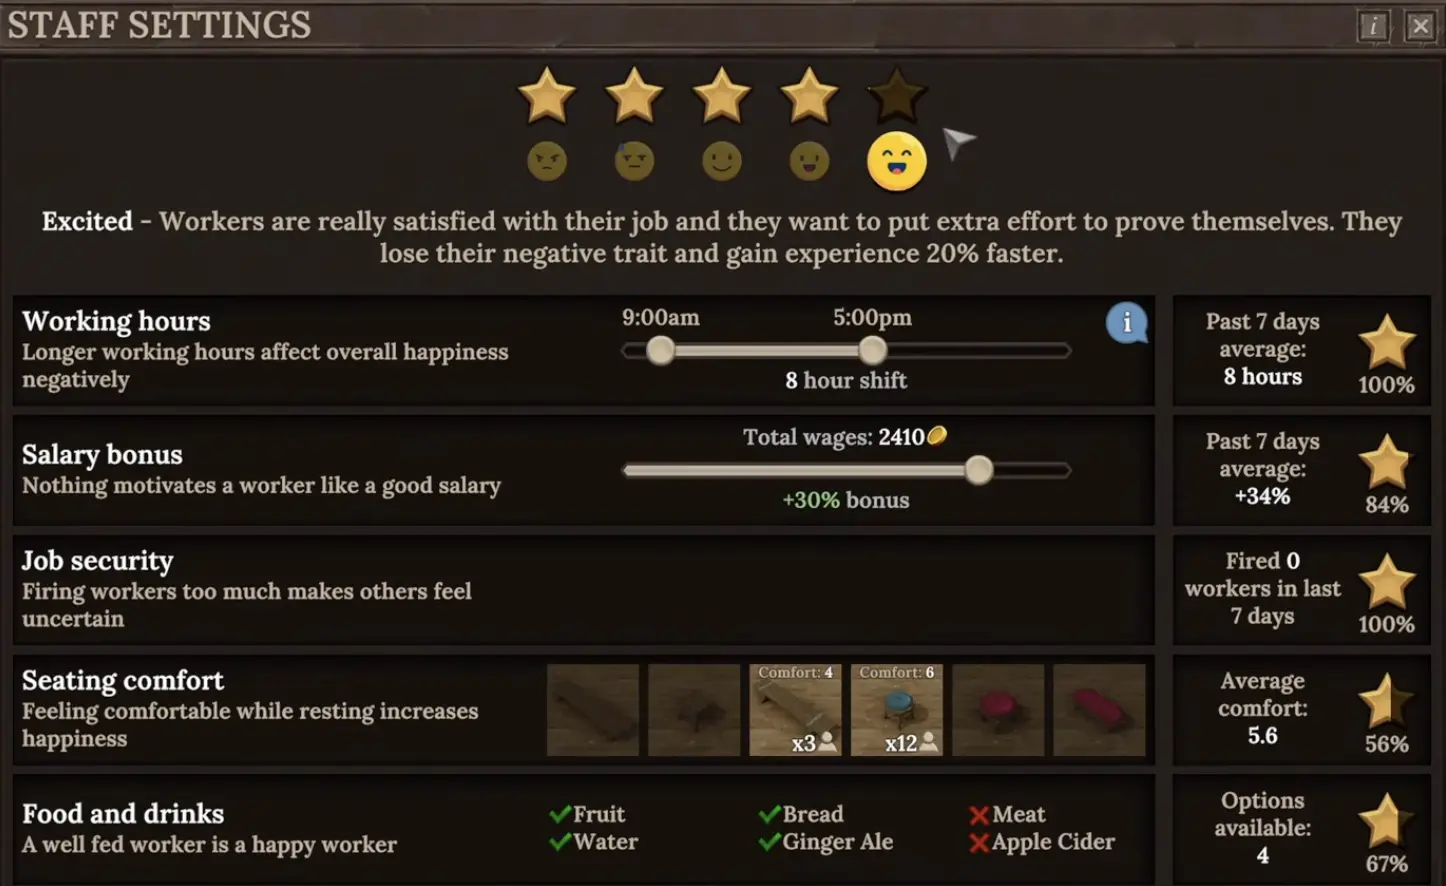 STAFF SETTINGS
i
Excited - Workers are really satisfied with their job and they want to put extra effort to prove themselves. They
lose their negative trait and gain experience 20% faster.
Working hours
Longer working hours affect overall happiness
negatively
9:00am 5:00pm
8 hour shift
i
Past 7 days
average:
8 hours
100%
Salary bonus
Nothing motivates a worker like a good salary
Total wages: 2410
+30% bonus
Past 7 days
average:
+34%
84%
Job security
Firing workers too much makes others feel
uncertain
Fired 0
workers in last
7 days
100%
Seating comfort
Feeling comfortable while resting increases
happiness
Comfort: 4 Comfort: 6
x3 x12
Average
comfort:
5.6
56%
Food and drinks
A well fed worker is a happy worker
Fruit Bread Meat
Water Ginger Ale Apple Cider
Options
available:
4
67%